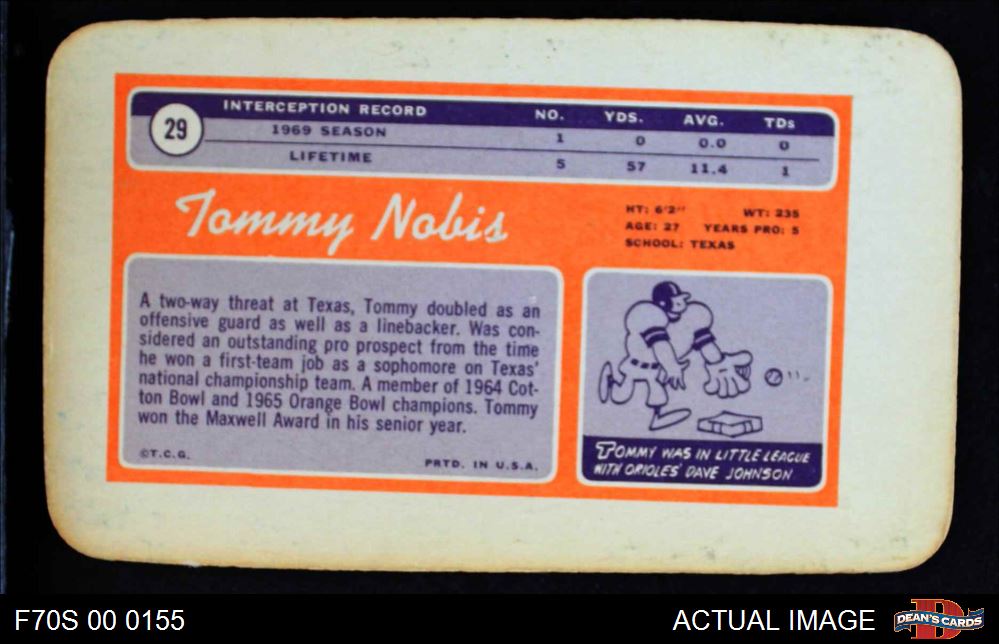 29
INTERCEPTION RECORD NO. YDS. AVG. TDs
1969 SEASON 1 0 0.0 0
LIFETIME 5 57 11.4 1
Tommy Nobis
HT: 6'2" WT: 235
AGE: 27 YEARS PRO: 5
SCHOOL: TEXAS
A two-way threat at Texas, Tommy doubled as an
offensive guard as well as a linebacker. Was con-
sidered an outstanding pro prospect from the time
he won a first-team job as a sophomore on Texas'
national championship team. A member of 1964 Cot-
ton Bowl and 1965 Orange Bowl champions. Tommy
won the Maxwell Award in his senior year.
©T.C.G. PRTD. IN U.S.A.
TOMMY WAS IN LITTLE LEAGUE
WITH ORIOLES' DAVE JOHNSON
F70S 00 0155 ACTUAL IMAGE D DEAN'S CARDS